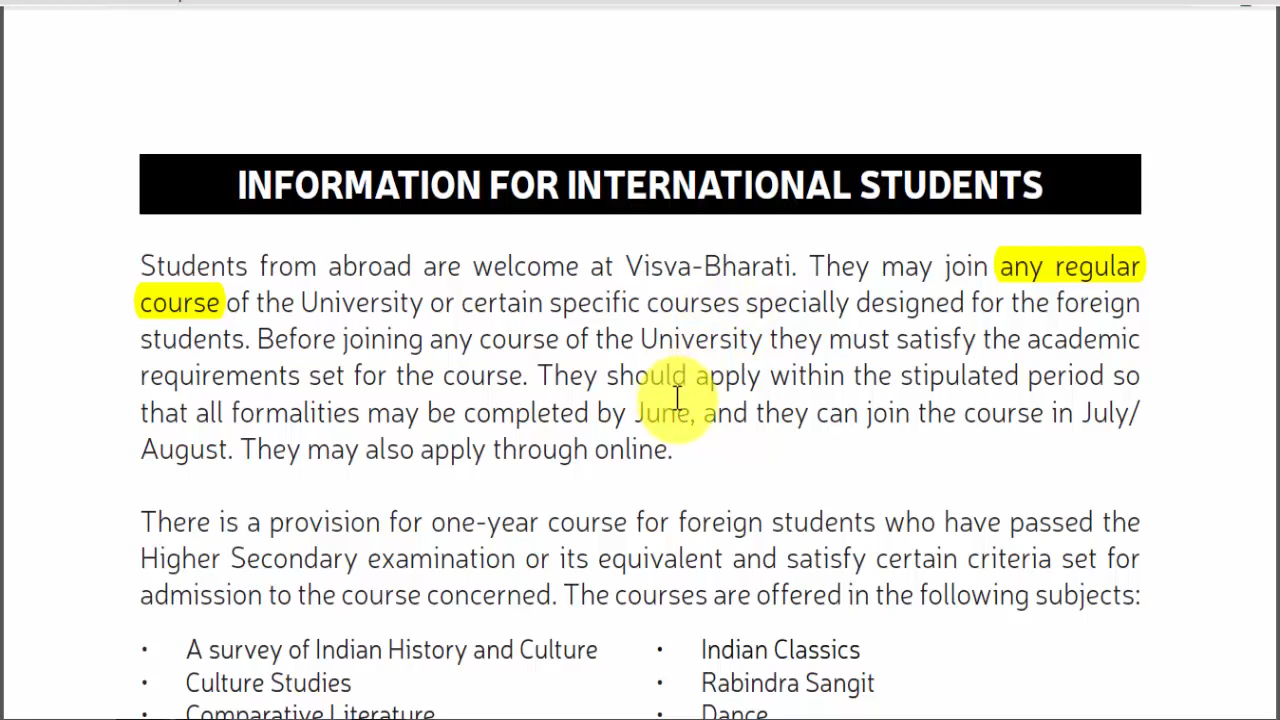 INFORMATION FOR INTERNATIONAL STUDENTS
Students from abroad are welcome at Visva-Bharati. They may join any regular
course of the University or certain specific courses specially designed for the foreign
students. Before joining any course of the University they must satisfy the academic
requirements set for the course. They should apply within the stipulated period so
that all formalities may be completed by June, and they can join the course in July/
August. They may also apply through online.
There is a provision for one-year course for foreign students who have passed the
Higher Secondary examination or its equivalent and satisfy certain criteria set for
admission to the course concerned. The courses are offered in the following subjects:
• A survey of Indian History and Culture
• Culture Studies
• Comparative Literature
• Indian Classics
• Rabindra Sangit
Dance